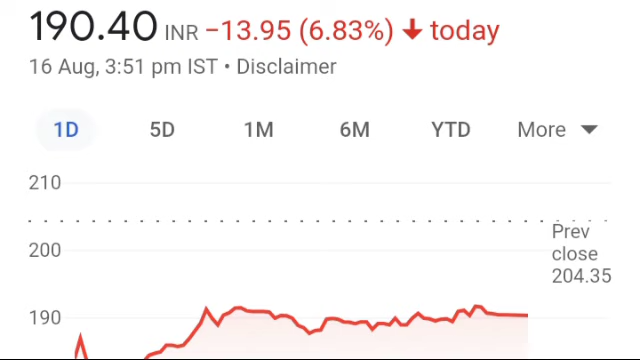 190.40 INR −13.95 (6.83%) ↓ today
16 Aug, 3:51 pm IST • Disclaimer
1D 5D 1M 6M YTD More ▼
210
Prev
close
204.35
200
190